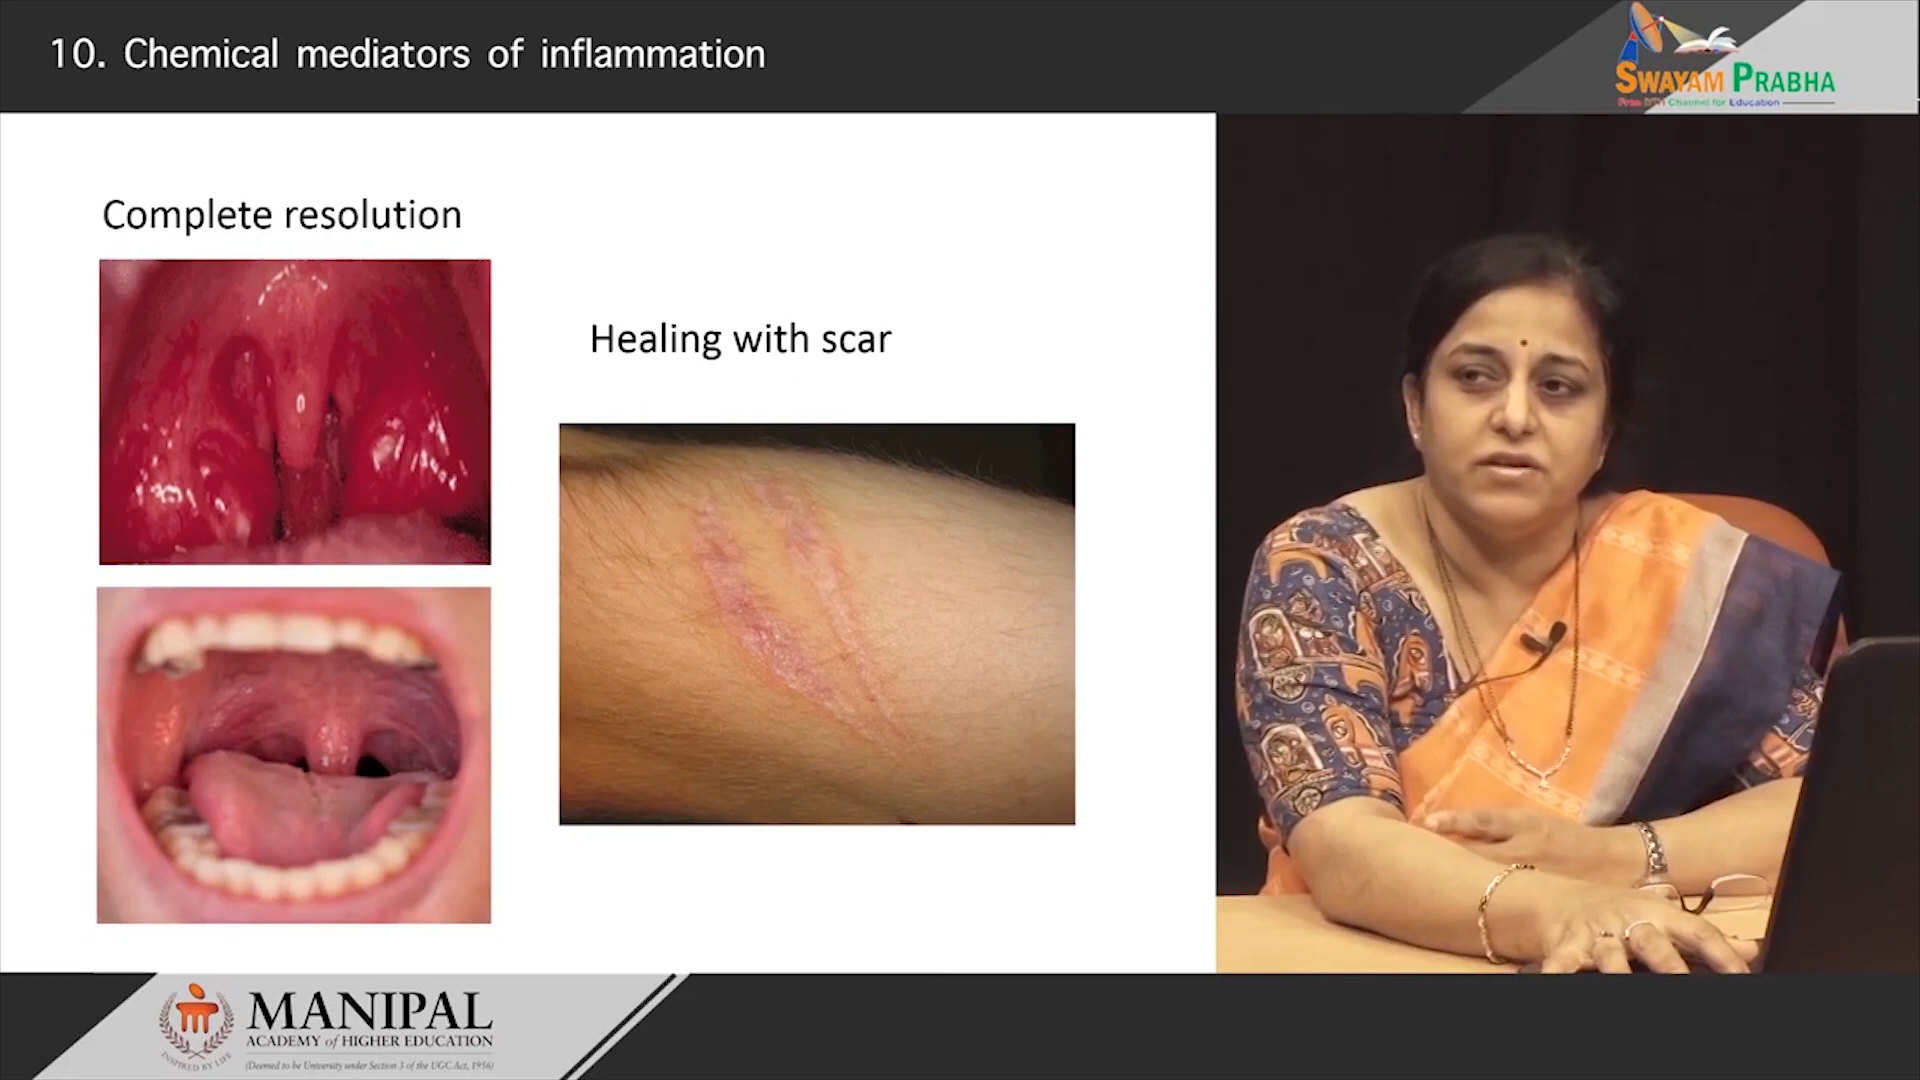 10. Chemical mediators of inflammation
SWAYAM PRABHA
Free DTH Channel for Education
Complete resolution
Healing with scar
MANIPAL
ACADEMY of HIGHER EDUCATION
(Deemed to be University under Section 3 of the UGC Act, 1956)
INSPIRED BY LIFE